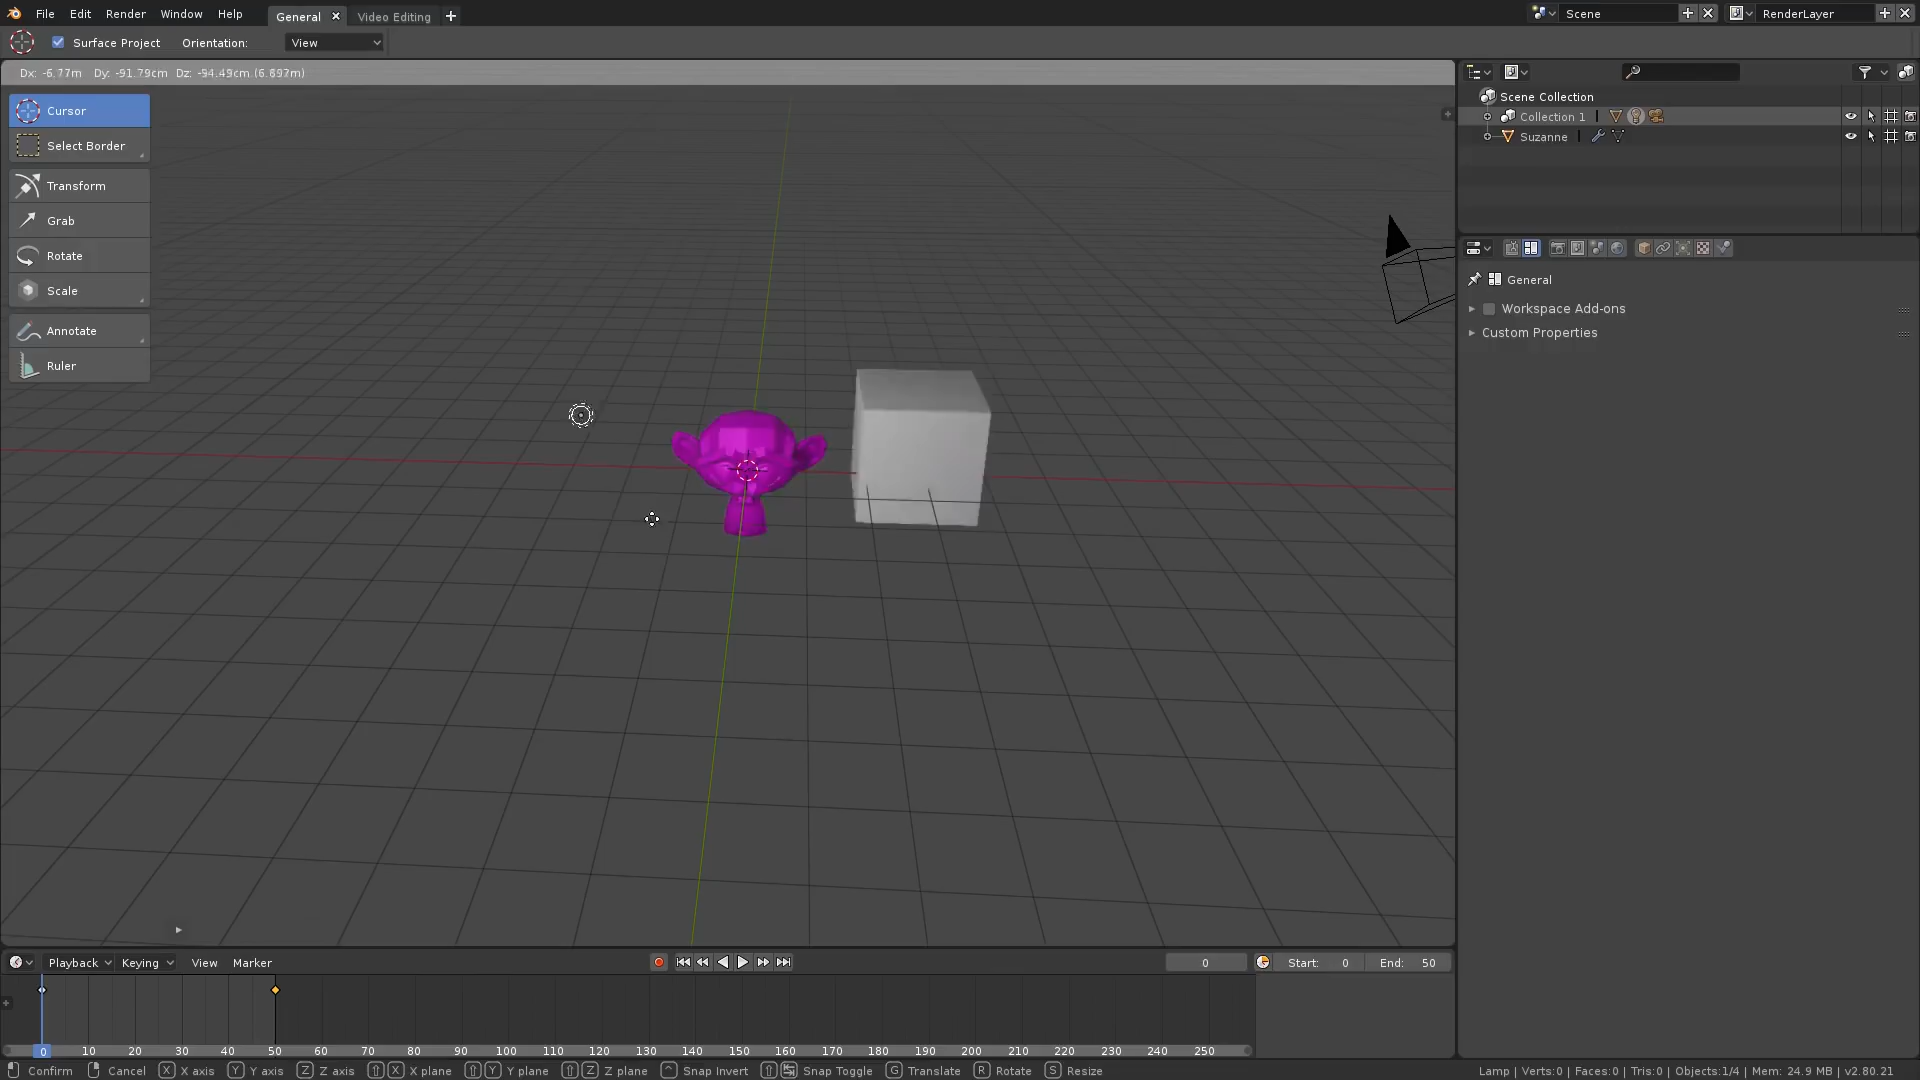 File Edit Render Window Help General Video Editing Scene RenderLayer
Surface Project Orientation: View
Dx: -6.77m Dy: -91.79cm Dz: -94.49cm (6.897m)
Cursor
Select Border
Transform
Grab
Rotate
Scale
Annotate
Ruler
Scene Collection
Collection 1
Suzanne
General
Workspace Add-ons
Custom Properties
Playback Keying View Marker 0 Start: 0 End: 50
0 10 20 30 40 50 60 70 80 90 100 110 120 130 140 150 160 170 180 190 200 210 220 230 240 250
Confirm Cancel X X axis Y Y axis Z Z axis X X plane Y Y plane Z Z plane Snap Invert Snap Toggle G Translate R Rotate S Resize Lamp | Verts:0 | Faces:0 | Tris:0 | Objects:1/4 | Mem: 24.9 MB | v2.80.21